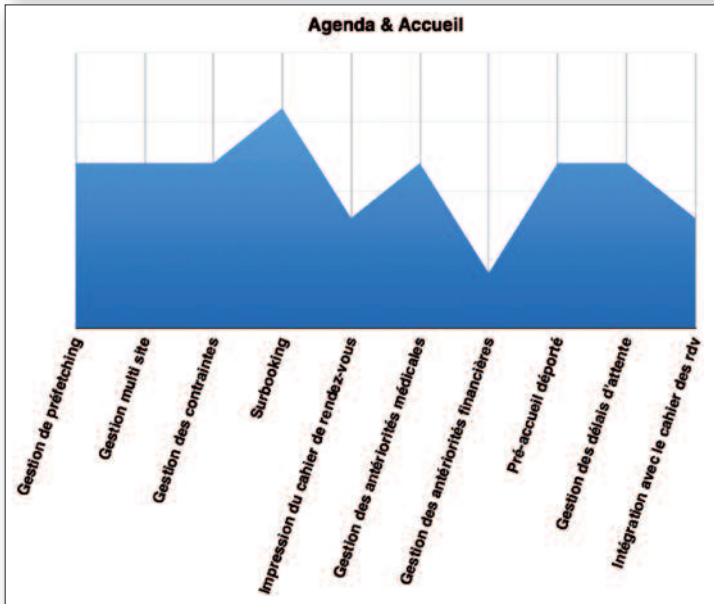 Agenda & Accueil
Gestion de préfetching
Gestion multi site
Gestion des contraintes
Surbooking
Impression du cahier de rendez-vous
Gestion des antériorités médicales
Gestion des antériorités financières
Pré-accueil déporté
Gestion des délais d'attente
Intégration avec le cahier des rdv